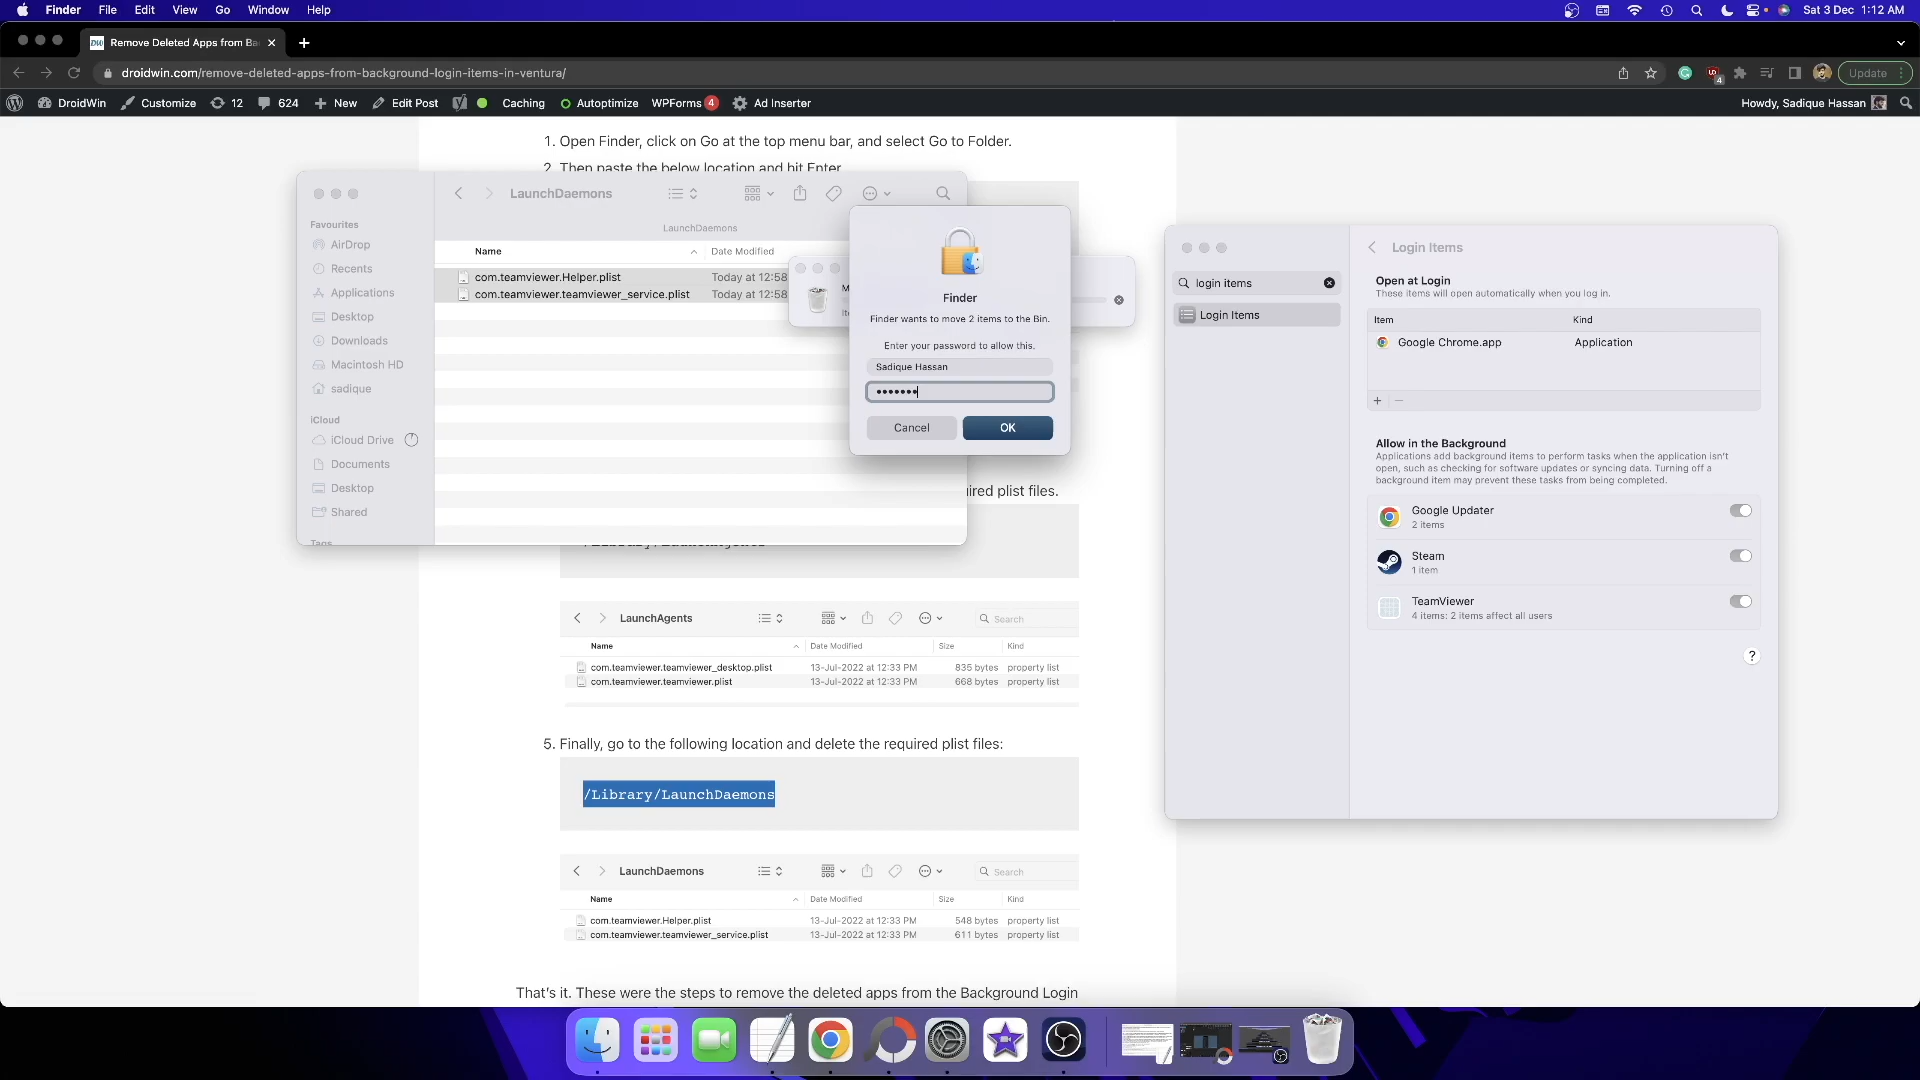 Finder File Edit View Go Window Help
Sat 3 Dec 1:12 AM
Remove Deleted Apps from Ba
droidwin.com/remove-deleted-apps-from-background-login-items-in-ventura/
4
Update
DroidWin Customize 12 624 New Edit Post Caching Autoptimize WPForms 4 Ad Inserter
Howdy, Sadique Hassan
1. Open Finder, click on Go at the top menu bar, and select Go to Folder.
2. Then paste the below location and hit Enter
LaunchDaemons
LaunchDaemons
Favourites
AirDrop
Recents
Applications
Desktop
Downloads
Macintosh HD
sadique
iCloud
iCloud Drive
Documents
Desktop
Shared
Tags
Name Date Modified
com.teamviewer.Helper.plist Today at 12:58
com.teamviewer.teamviewer_service.plist Today at 12:58
Finder
Finder wants to move 2 items to the Bin.
Enter your password to allow this.
Sadique Hassan
•••••••
Cancel OK
login items
Login Items
Login Items
Open at Login
These items will open automatically when you log in.
Item Kind
Google Chrome.app Application
+ −
Allow in the Background
Applications add background items to perform tasks when the application isn't
open, such as checking for software updates or syncing data. Turning off a
background item may prevent these tasks from being completed.
Google Updater
2 items
Steam
1 item
TeamViewer
4 items: 2 items affect all users
?
ired plist files.
LaunchAgents
Search
Name Date Modified Size Kind
com.teamviewer.teamviewer_desktop.plist 13-Jul-2022 at 12:33 PM 835 bytes property list
com.teamviewer.teamviewer.plist 13-Jul-2022 at 12:33 PM 668 bytes property list
5. Finally, go to the following location and delete the required plist files:
/Library/LaunchDaemons
LaunchDaemons
Search
Name Date Modified Size Kind
com.teamviewer.Helper.plist 13-Jul-2022 at 12:33 PM 548 bytes property list
com.teamviewer.teamviewer_service.plist 13-Jul-2022 at 12:33 PM 611 bytes property list
That's it. These were the steps to remove the deleted apps from the Background Login